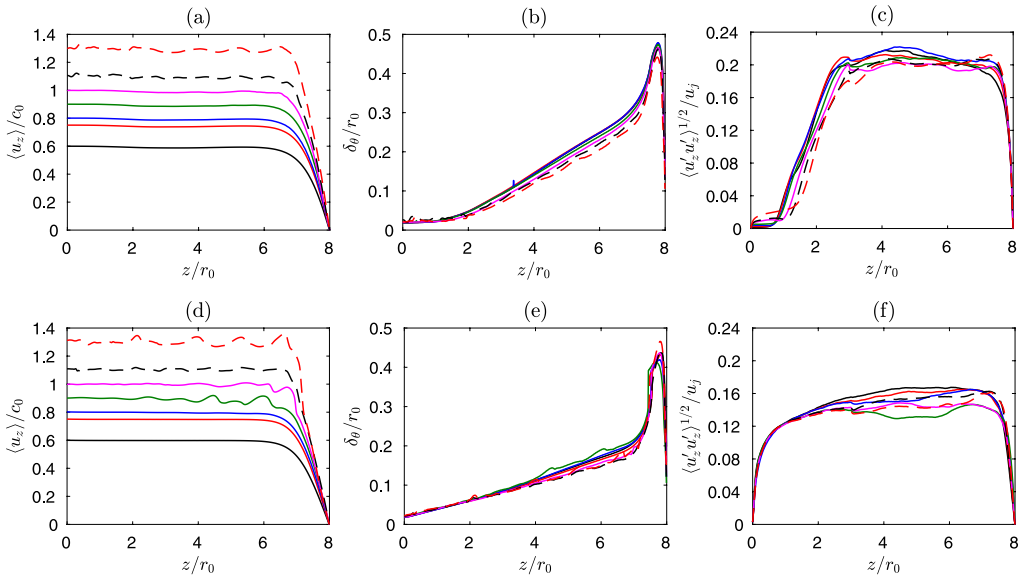 (a) (b) (c)
1.4 1.2 1 0.8 0.6 0.4 0.2 0
⟨u_z⟩/c_0
0 2 4 6 8
z/r_0
0.5 0.4 0.3 0.2 0.1 0
δ_θ/r_0
0 2 4 6 8
z/r_0
0.24 0.20 0.16 0.12 0.08 0.04 0
⟨u′_z u′_z⟩^{1/2}/u_j
0 2 4 6 8
z/r_0
(d) (e) (f)
1.4 1.2 1 0.8 0.6 0.4 0.2 0
⟨u_z⟩/c_0
0 2 4 6 8
z/r_0
0.5 0.4 0.3 0.2 0.1 0
δ_θ/r_0
0 2 4 6 8
z/r_0
0.24 0.20 0.16 0.12 0.08 0.04 0
⟨u′_z u′_z⟩^{1/2}/u_j
0 2 4 6 8
z/r_0